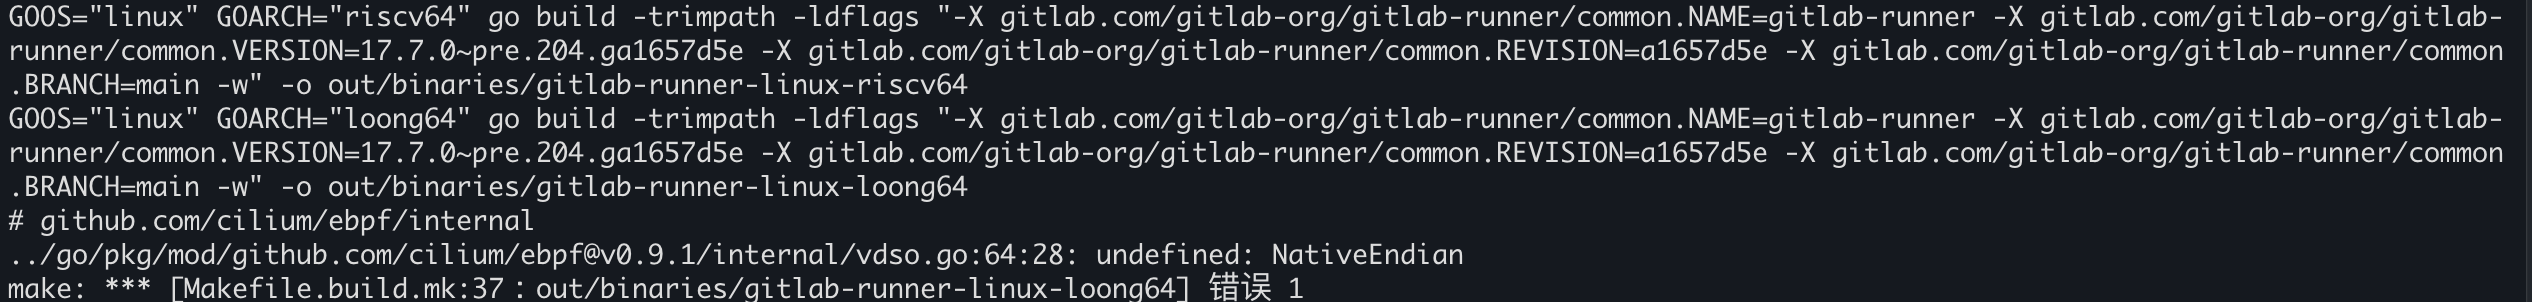 GOOS="linux" GOARCH="riscv64" go build -trimpath -ldflags "-X gitlab.com/gitlab-org/gitlab-runner/common.NAME=gitlab-runner -X gitlab.com/gitlab-org/gitlab-
runner/common.VERSION=17.7.0~pre.204.ga1657d5e -X gitlab.com/gitlab-org/gitlab-runner/common.REVISION=a1657d5e -X gitlab.com/gitlab-org/gitlab-runner/common
.BRANCH=main -w" -o out/binaries/gitlab-runner-linux-riscv64
GOOS="linux" GOARCH="loong64" go build -trimpath -ldflags "-X gitlab.com/gitlab-org/gitlab-runner/common.NAME=gitlab-runner -X gitlab.com/gitlab-org/gitlab-
runner/common.VERSION=17.7.0~pre.204.ga1657d5e -X gitlab.com/gitlab-org/gitlab-runner/common.REVISION=a1657d5e -X gitlab.com/gitlab-org/gitlab-runner/common
.BRANCH=main -w" -o out/binaries/gitlab-runner-linux-loong64
# github.com/cilium/ebpf/internal
../go/pkg/mod/github.com/cilium/ebpf@v0.9.1/internal/vdso.go:64:28: undefined: NativeEndian
make: *** [Makefile.build.mk:37：out/binaries/gitlab-runner-linux-loong64] 错误 1